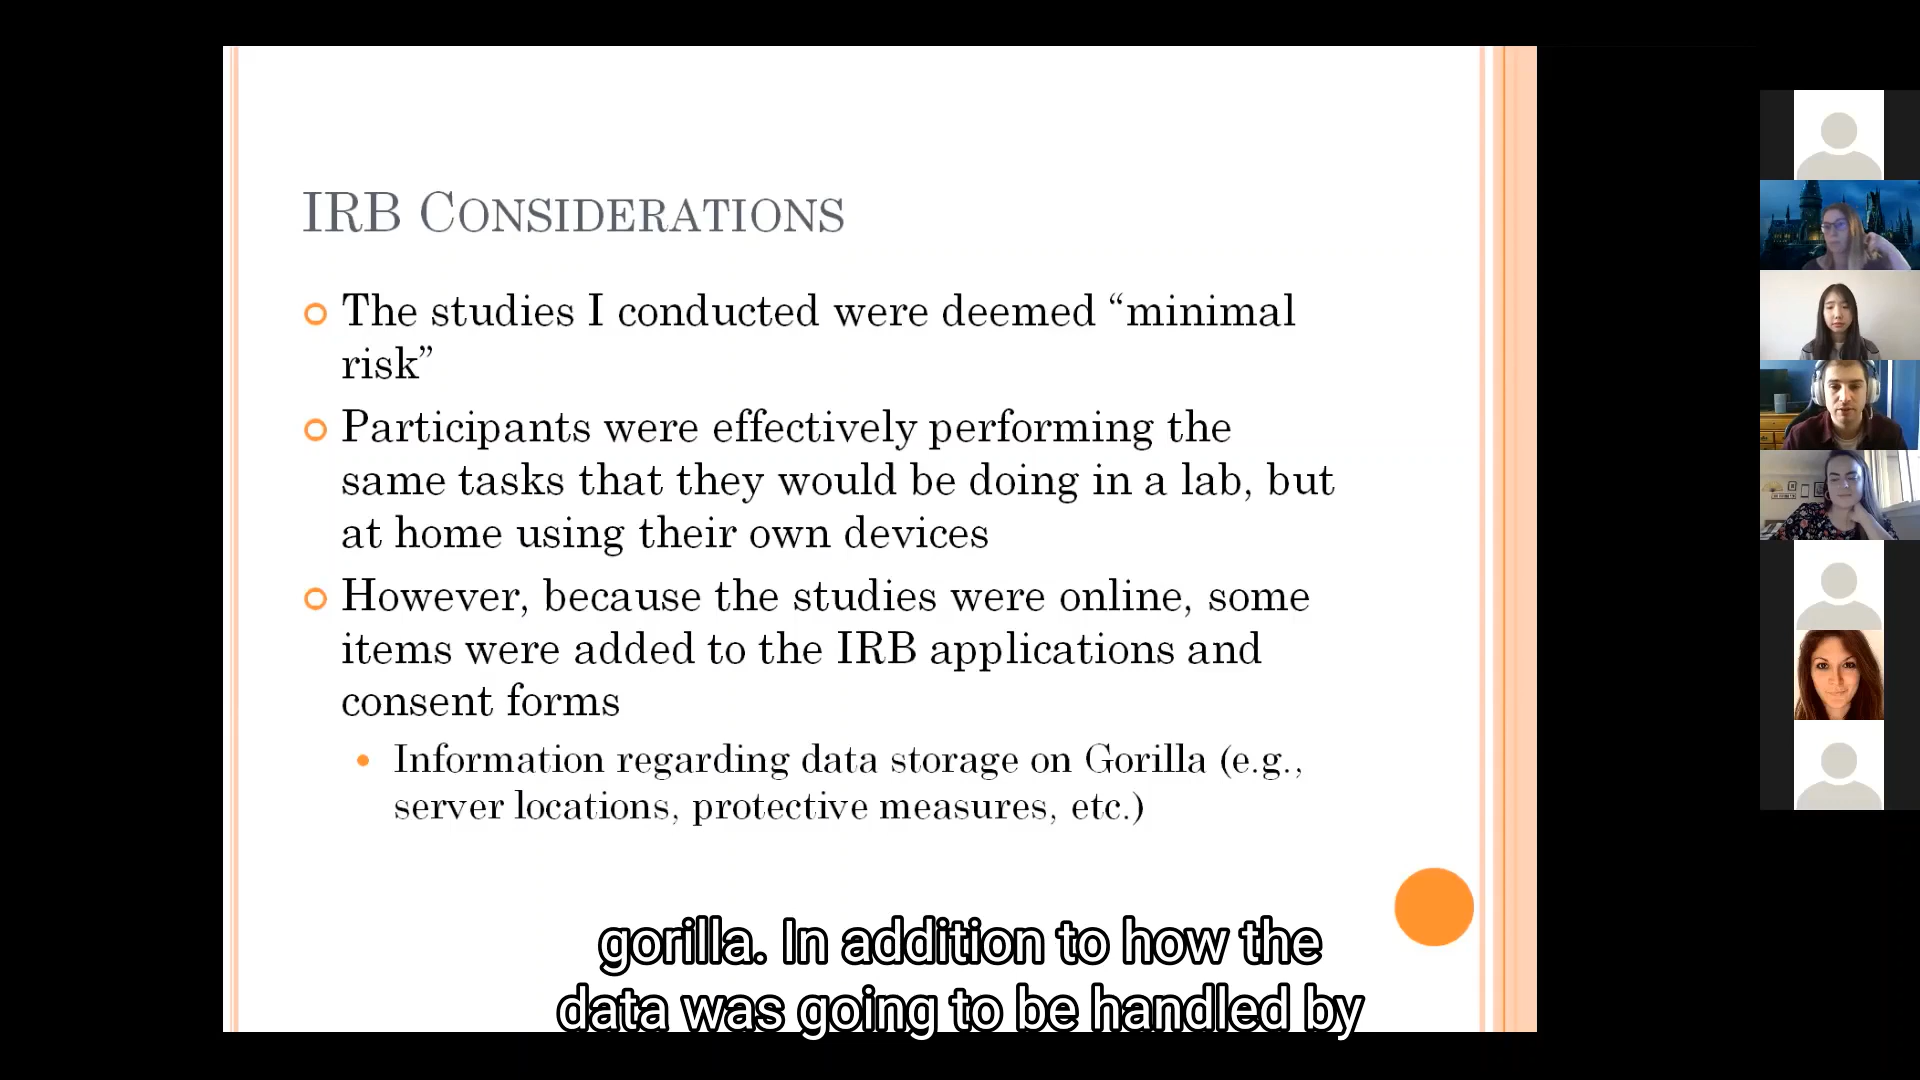 IRB CONSIDERATIONS
The studies I conducted were deemed “minimal
risk”
Participants were effectively performing the
same tasks that they would be doing in a lab, but
at home using their own devices
However, because the studies were online, some
items were added to the IRB applications and
consent forms
Information regarding data storage on Gorilla (e.g.,
server locations, protective measures, etc.)
gorilla. In addition to how the
data was going to be handled by